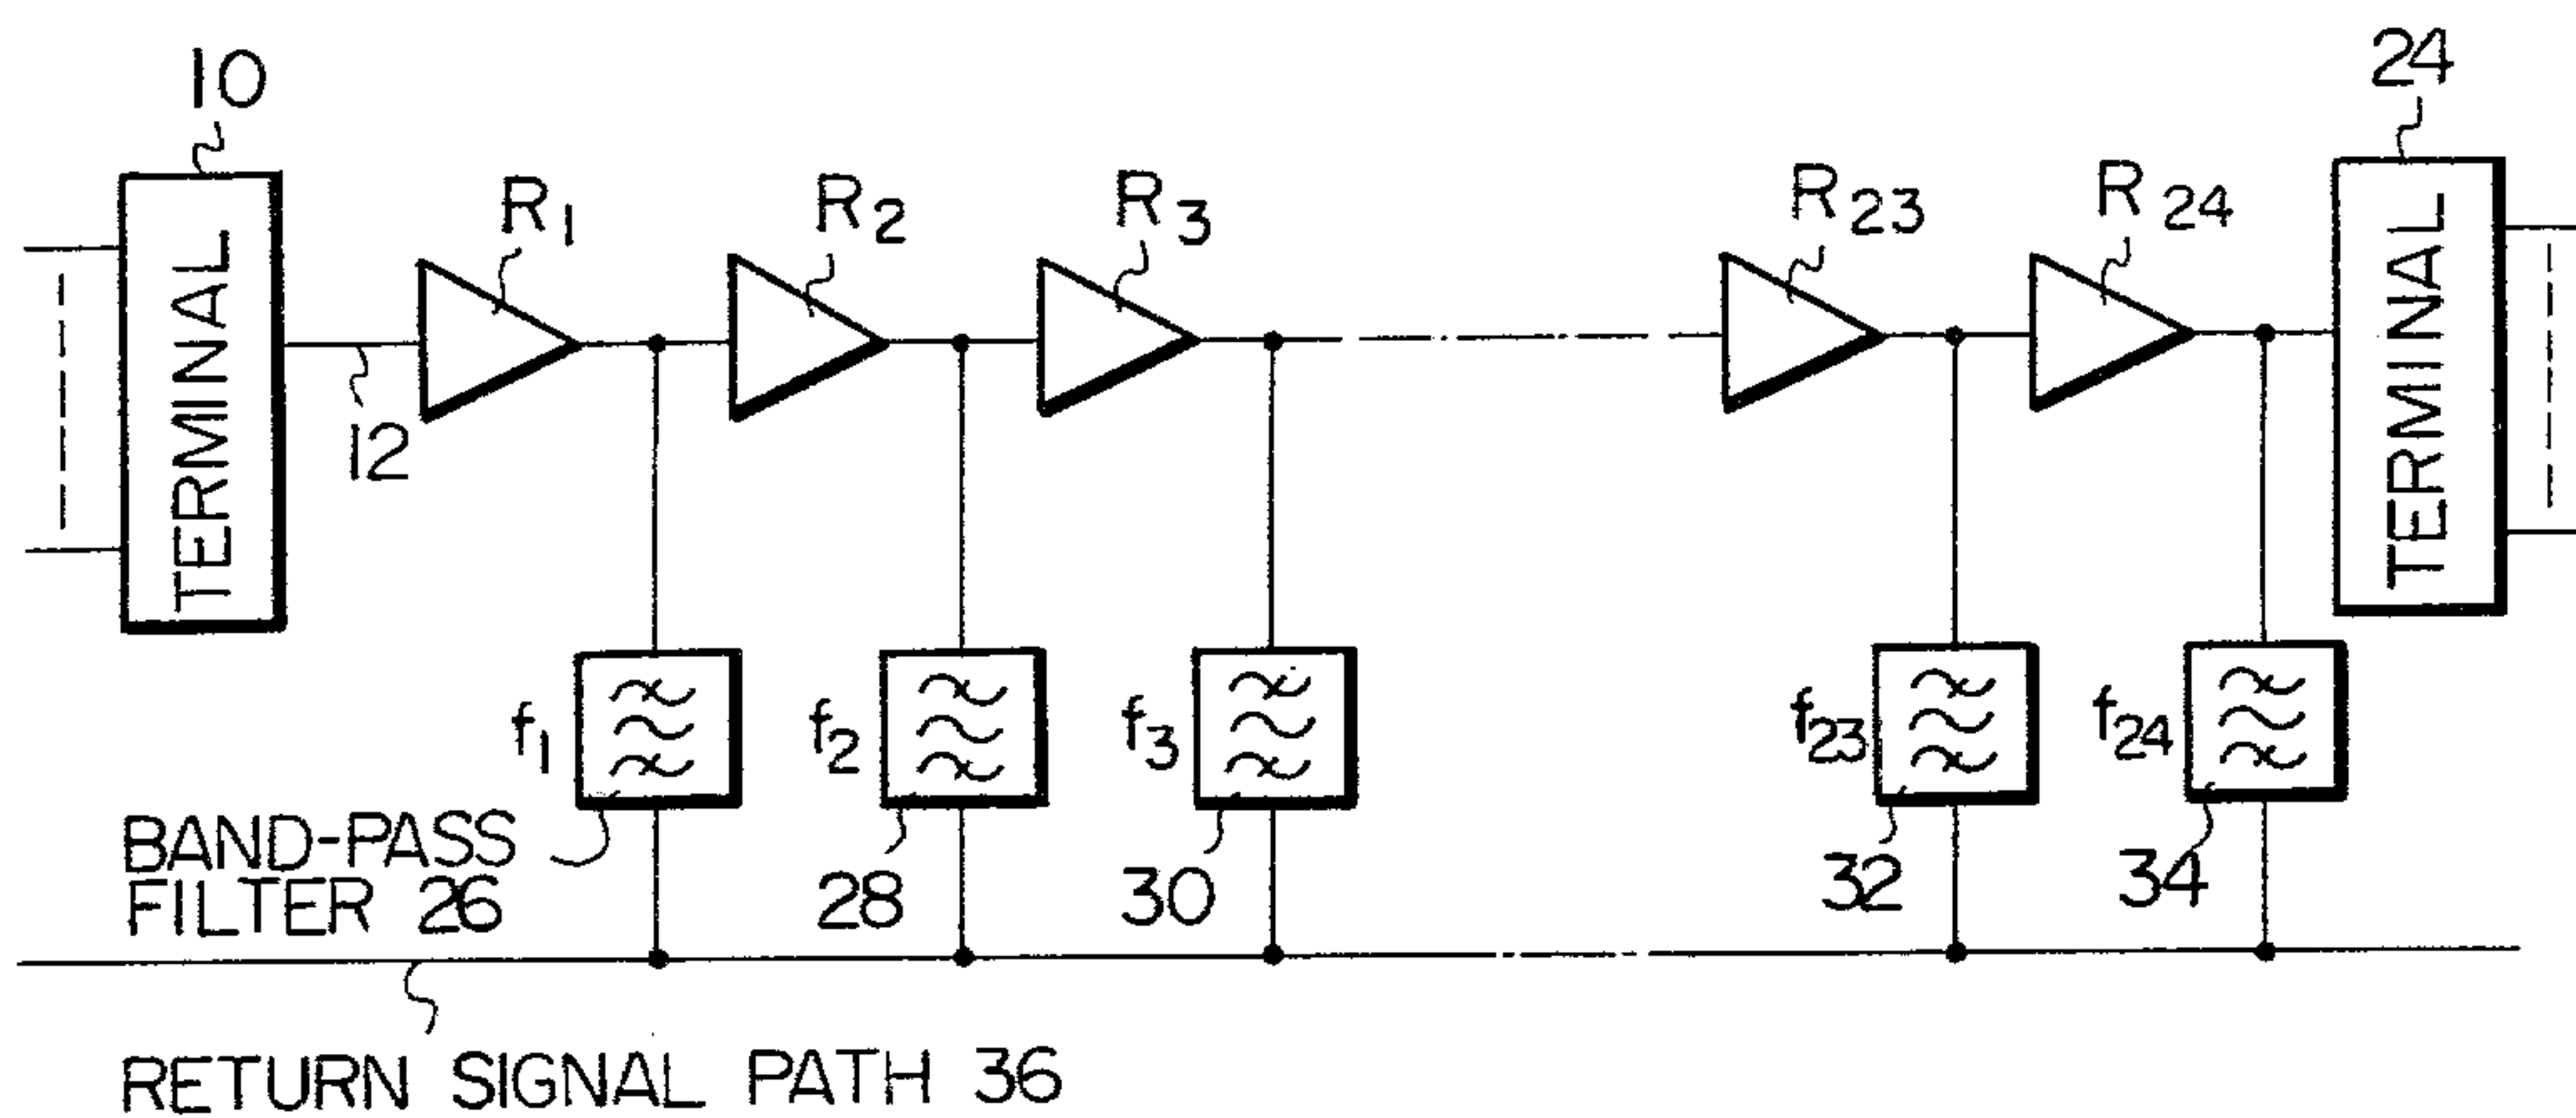 10
24
R1
R2
R3
R23
R24
TERMINAL
TERMINAL
12
f1
f2
f3
f23
f24
BAND-PASS
FILTER 26
28
30
32
34
RETURN SIGNAL PATH 36